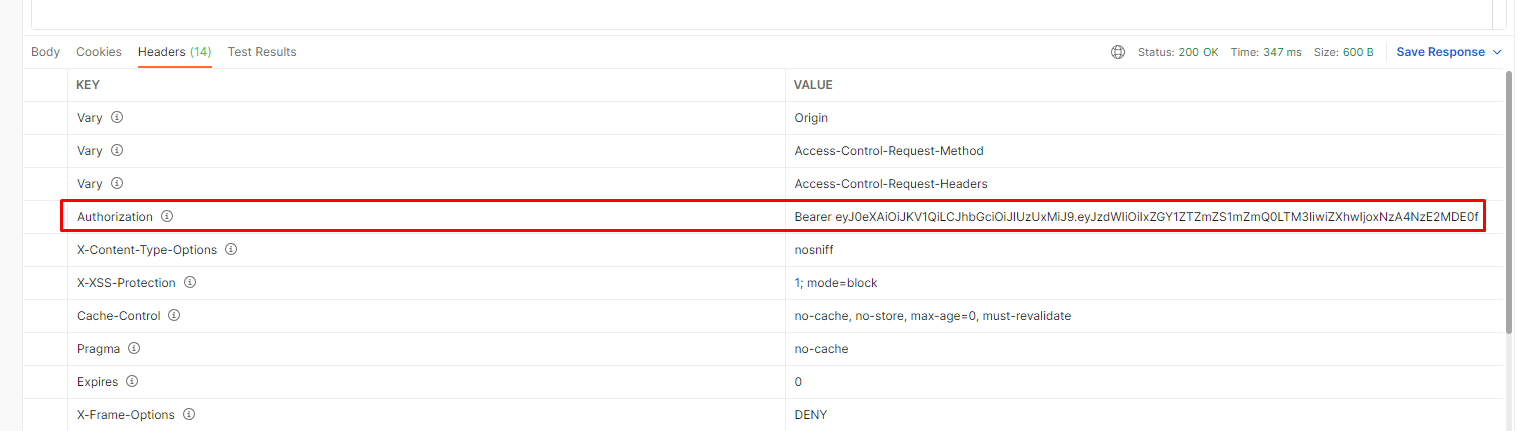 Body Cookies Headers (14) Test Results Status: 200 OK Time: 347 ms Size: 600 B Save Response
KEY VALUE
Vary Origin
Vary Access-Control-Request-Method
Vary Access-Control-Request-Headers
Authorization Bearer eyJ0eXAiOiJKV1QiLCJhbGciOiJIUzUxMiJ9.eyJzdWIiOiIxZGY1ZTZmZS1mZmQ0LTM3IiwiZXhwIjoxNzA4NzE2MDE0f
X-Content-Type-Options nosniff
X-XSS-Protection 1; mode=block
Cache-Control no-cache, no-store, max-age=0, must-revalidate
Pragma no-cache
Expires 0
X-Frame-Options DENY